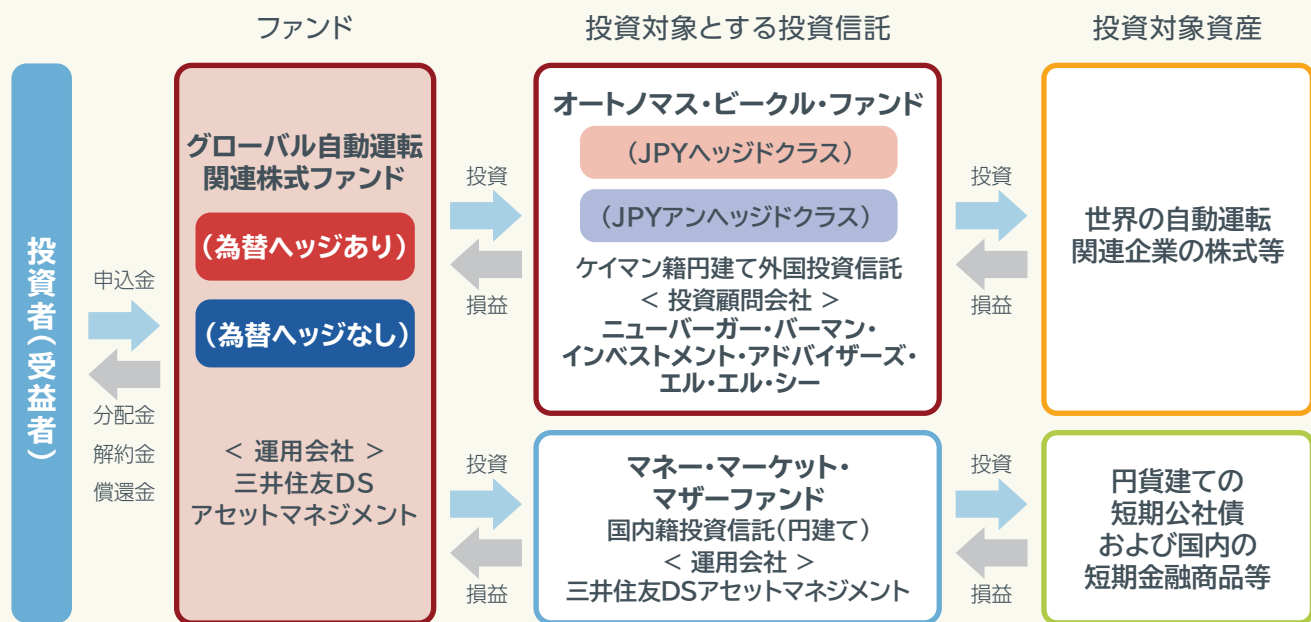 ファンド
投資対象とする投資信託
投資対象資産
投資者(受益者)
申込金
分配金
解約金
償還金
グローバル自動運転
関連株式ファンド
(為替ヘッジあり)
(為替ヘッジなし)
< 運用会社 >
三井住友DS
アセットマネジメント
投資
損益
オートノマス・ビークル・ファンド
(JPYヘッジドクラス)
(JPYアンヘッジドクラス)
ケイマン籍円建て外国投資信託
< 投資顧問会社 >
ニューバーガー・バーマン・
インベストメント・アドバイザーズ・
エル・エル・シー
投資
損益
世界の自動運転
関連企業の株式等
投資
損益
マネー・マーケット・
マザーファンド
国内籍投資信託(円建て)
< 運用会社 >
三井住友DSアセットマネジメント
投資
損益
円貨建ての
短期公社債
および国内の
短期金融商品等